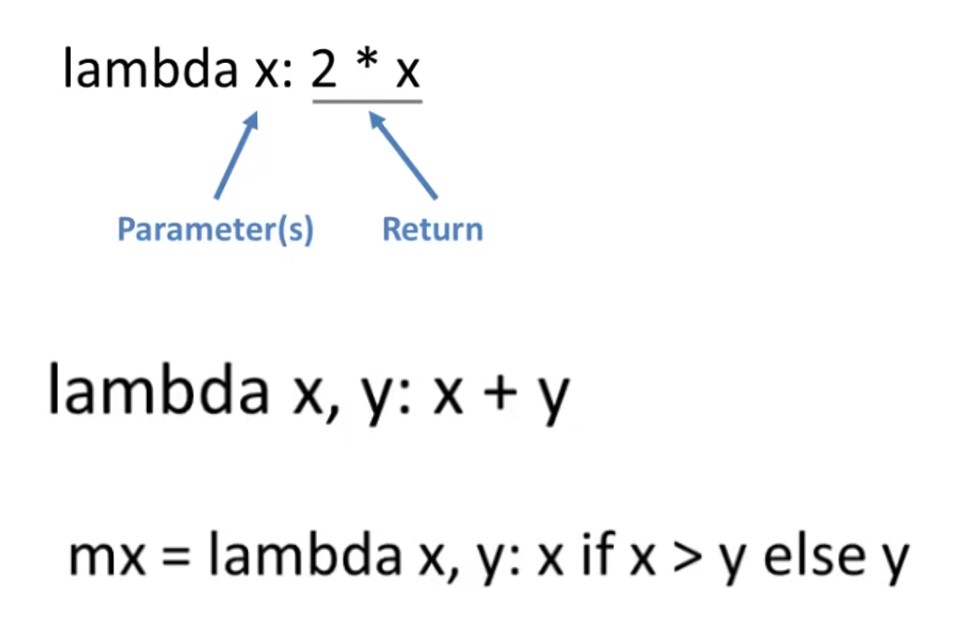 lambda x: 2 * x
Parameter(s) Return
lambda x, y: x + y
mx = lambda x, y: x if x > y else y